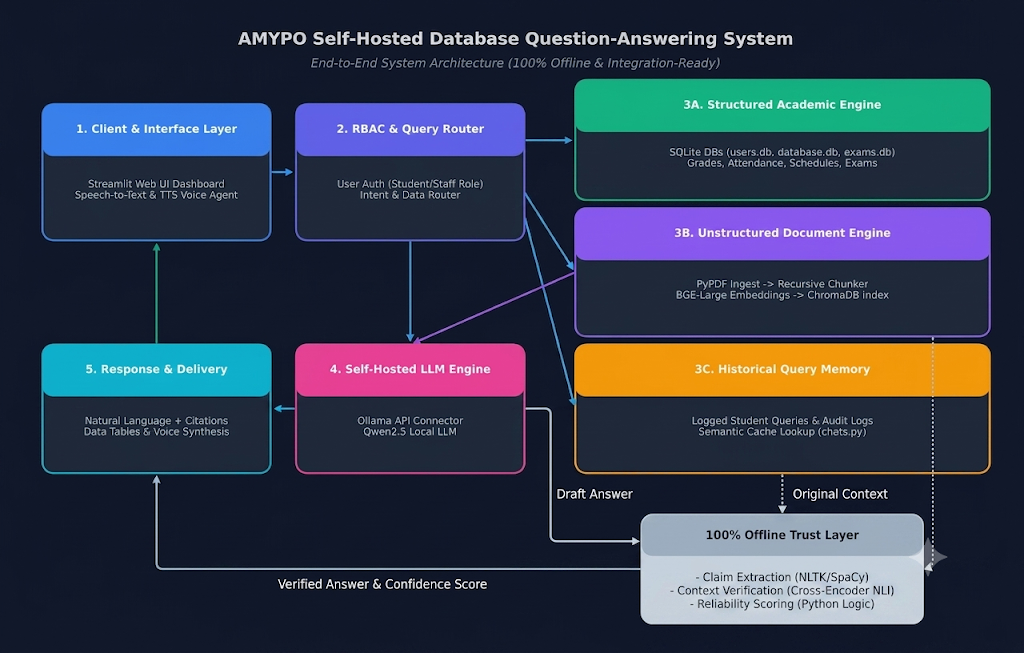 AMYPO Self-Hosted Database Question-Answering System
End-to-End System Architecture (100% Offline & Integration-Ready)
1. Client & Interface Layer
Streamlit Web UI Dashboard
Speech-to-Text & TTS Voice Agent
2. RBAC & Query Router
User Auth (Student/Staff Role)
Intent & Data Router
3A. Structured Academic Engine
SQLite DBs (users.db, database.db, exams.db)
Grades, Attendance, Schedules, Exams
3B. Unstructured Document Engine
PyPDF Ingest -> Recursive Chunker
BGE-Large Embeddings -> ChromaDB index
5. Response & Delivery
Natural Language + Citations
Data Tables & Voice Synthesis
4. Self-Hosted LLM Engine
Ollama API Connector
Qwen2.5 Local LLM
3C. Historical Query Memory
Logged Student Queries & Audit Logs
Semantic Cache Lookup (chats.py)
Draft Answer
Original Context
100% Offline Trust Layer
- Claim Extraction (NLTK/SpaCy)
- Context Verification (Cross-Encoder NLI)
- Reliability Scoring (Python Logic)
Verified Answer & Confidence Score